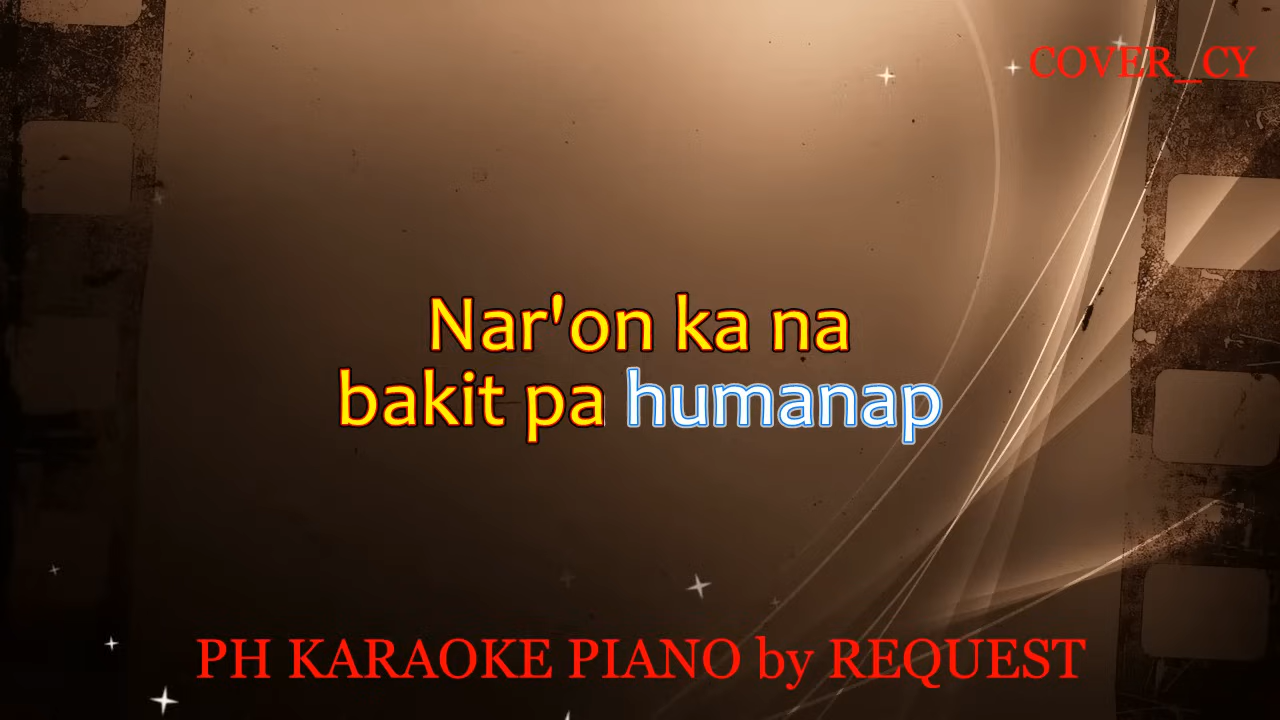 COVER_CY
Nar'on ka na
bakit pa humanap
PH KARAOKE PIANO by REQUEST